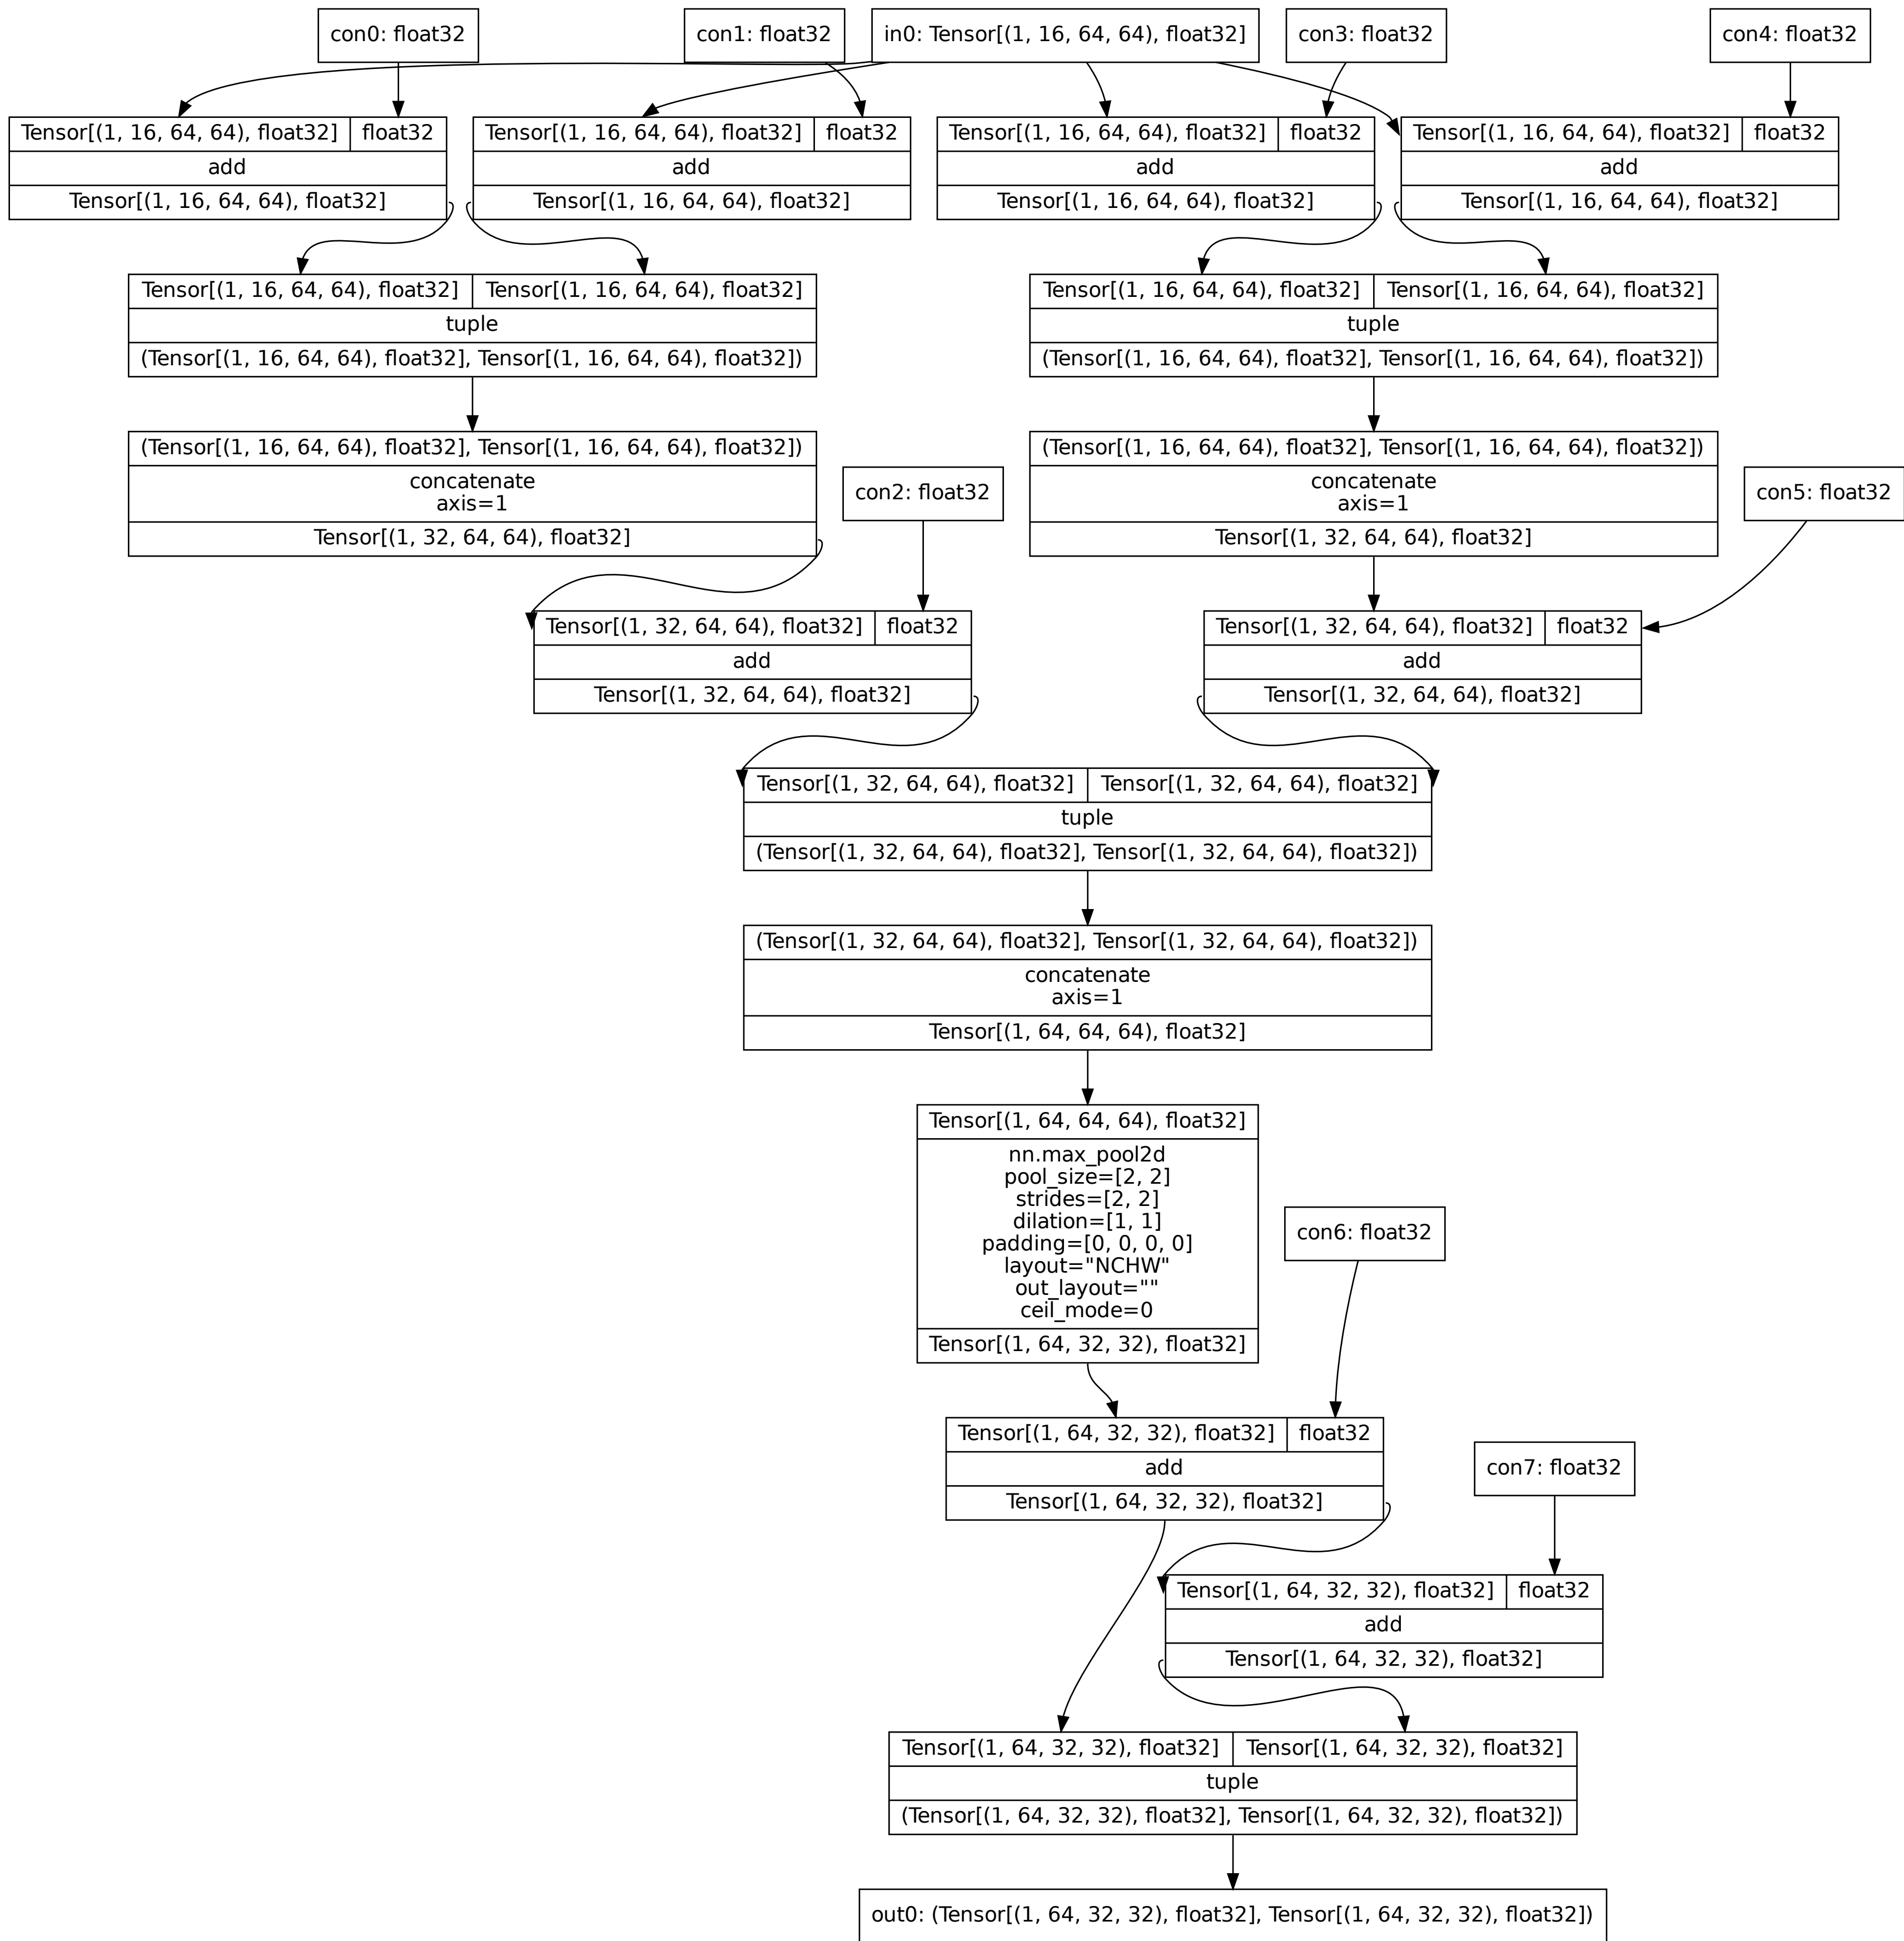 con0: float32
con1: float32
in0: Tensor[(1, 16, 64, 64), float32]
con3: float32
con4: float32
Tensor[(1, 16, 64, 64), float32] float32
add
Tensor[(1, 16, 64, 64), float32]
Tensor[(1, 16, 64, 64), float32] float32
add
Tensor[(1, 16, 64, 64), float32]
Tensor[(1, 16, 64, 64), float32] float32
add
Tensor[(1, 16, 64, 64), float32]
Tensor[(1, 16, 64, 64), float32] float32
add
Tensor[(1, 16, 64, 64), float32]
Tensor[(1, 16, 64, 64), float32] Tensor[(1, 16, 64, 64), float32]
tuple
(Tensor[(1, 16, 64, 64), float32], Tensor[(1, 16, 64, 64), float32])
Tensor[(1, 16, 64, 64), float32] Tensor[(1, 16, 64, 64), float32]
tuple
(Tensor[(1, 16, 64, 64), float32], Tensor[(1, 16, 64, 64), float32])
(Tensor[(1, 16, 64, 64), float32], Tensor[(1, 16, 64, 64), float32])
concatenate
axis=1
Tensor[(1, 32, 64, 64), float32]
con2: float32
(Tensor[(1, 16, 64, 64), float32], Tensor[(1, 16, 64, 64), float32])
concatenate
axis=1
Tensor[(1, 32, 64, 64), float32]
con5: float32
Tensor[(1, 32, 64, 64), float32] float32
add
Tensor[(1, 32, 64, 64), float32]
Tensor[(1, 32, 64, 64), float32] float32
add
Tensor[(1, 32, 64, 64), float32]
Tensor[(1, 32, 64, 64), float32] Tensor[(1, 32, 64, 64), float32]
tuple
(Tensor[(1, 32, 64, 64), float32], Tensor[(1, 32, 64, 64), float32])
(Tensor[(1, 32, 64, 64), float32], Tensor[(1, 32, 64, 64), float32])
concatenate
axis=1
Tensor[(1, 64, 64, 64), float32]
Tensor[(1, 64, 64, 64), float32]
nn.max_pool2d
pool_size=[2, 2]
strides=[2, 2]
dilation=[1, 1]
padding=[0, 0, 0, 0]
layout="NCHW"
out_layout=""
ceil_mode=0
Tensor[(1, 64, 32, 32), float32]
con6: float32
Tensor[(1, 64, 32, 32), float32] float32
add
Tensor[(1, 64, 32, 32), float32]
con7: float32
Tensor[(1, 64, 32, 32), float32] float32
add
Tensor[(1, 64, 32, 32), float32]
Tensor[(1, 64, 32, 32), float32] Tensor[(1, 64, 32, 32), float32]
tuple
(Tensor[(1, 64, 32, 32), float32], Tensor[(1, 64, 32, 32), float32])
out0: (Tensor[(1, 64, 32, 32), float32], Tensor[(1, 64, 32, 32), float32])